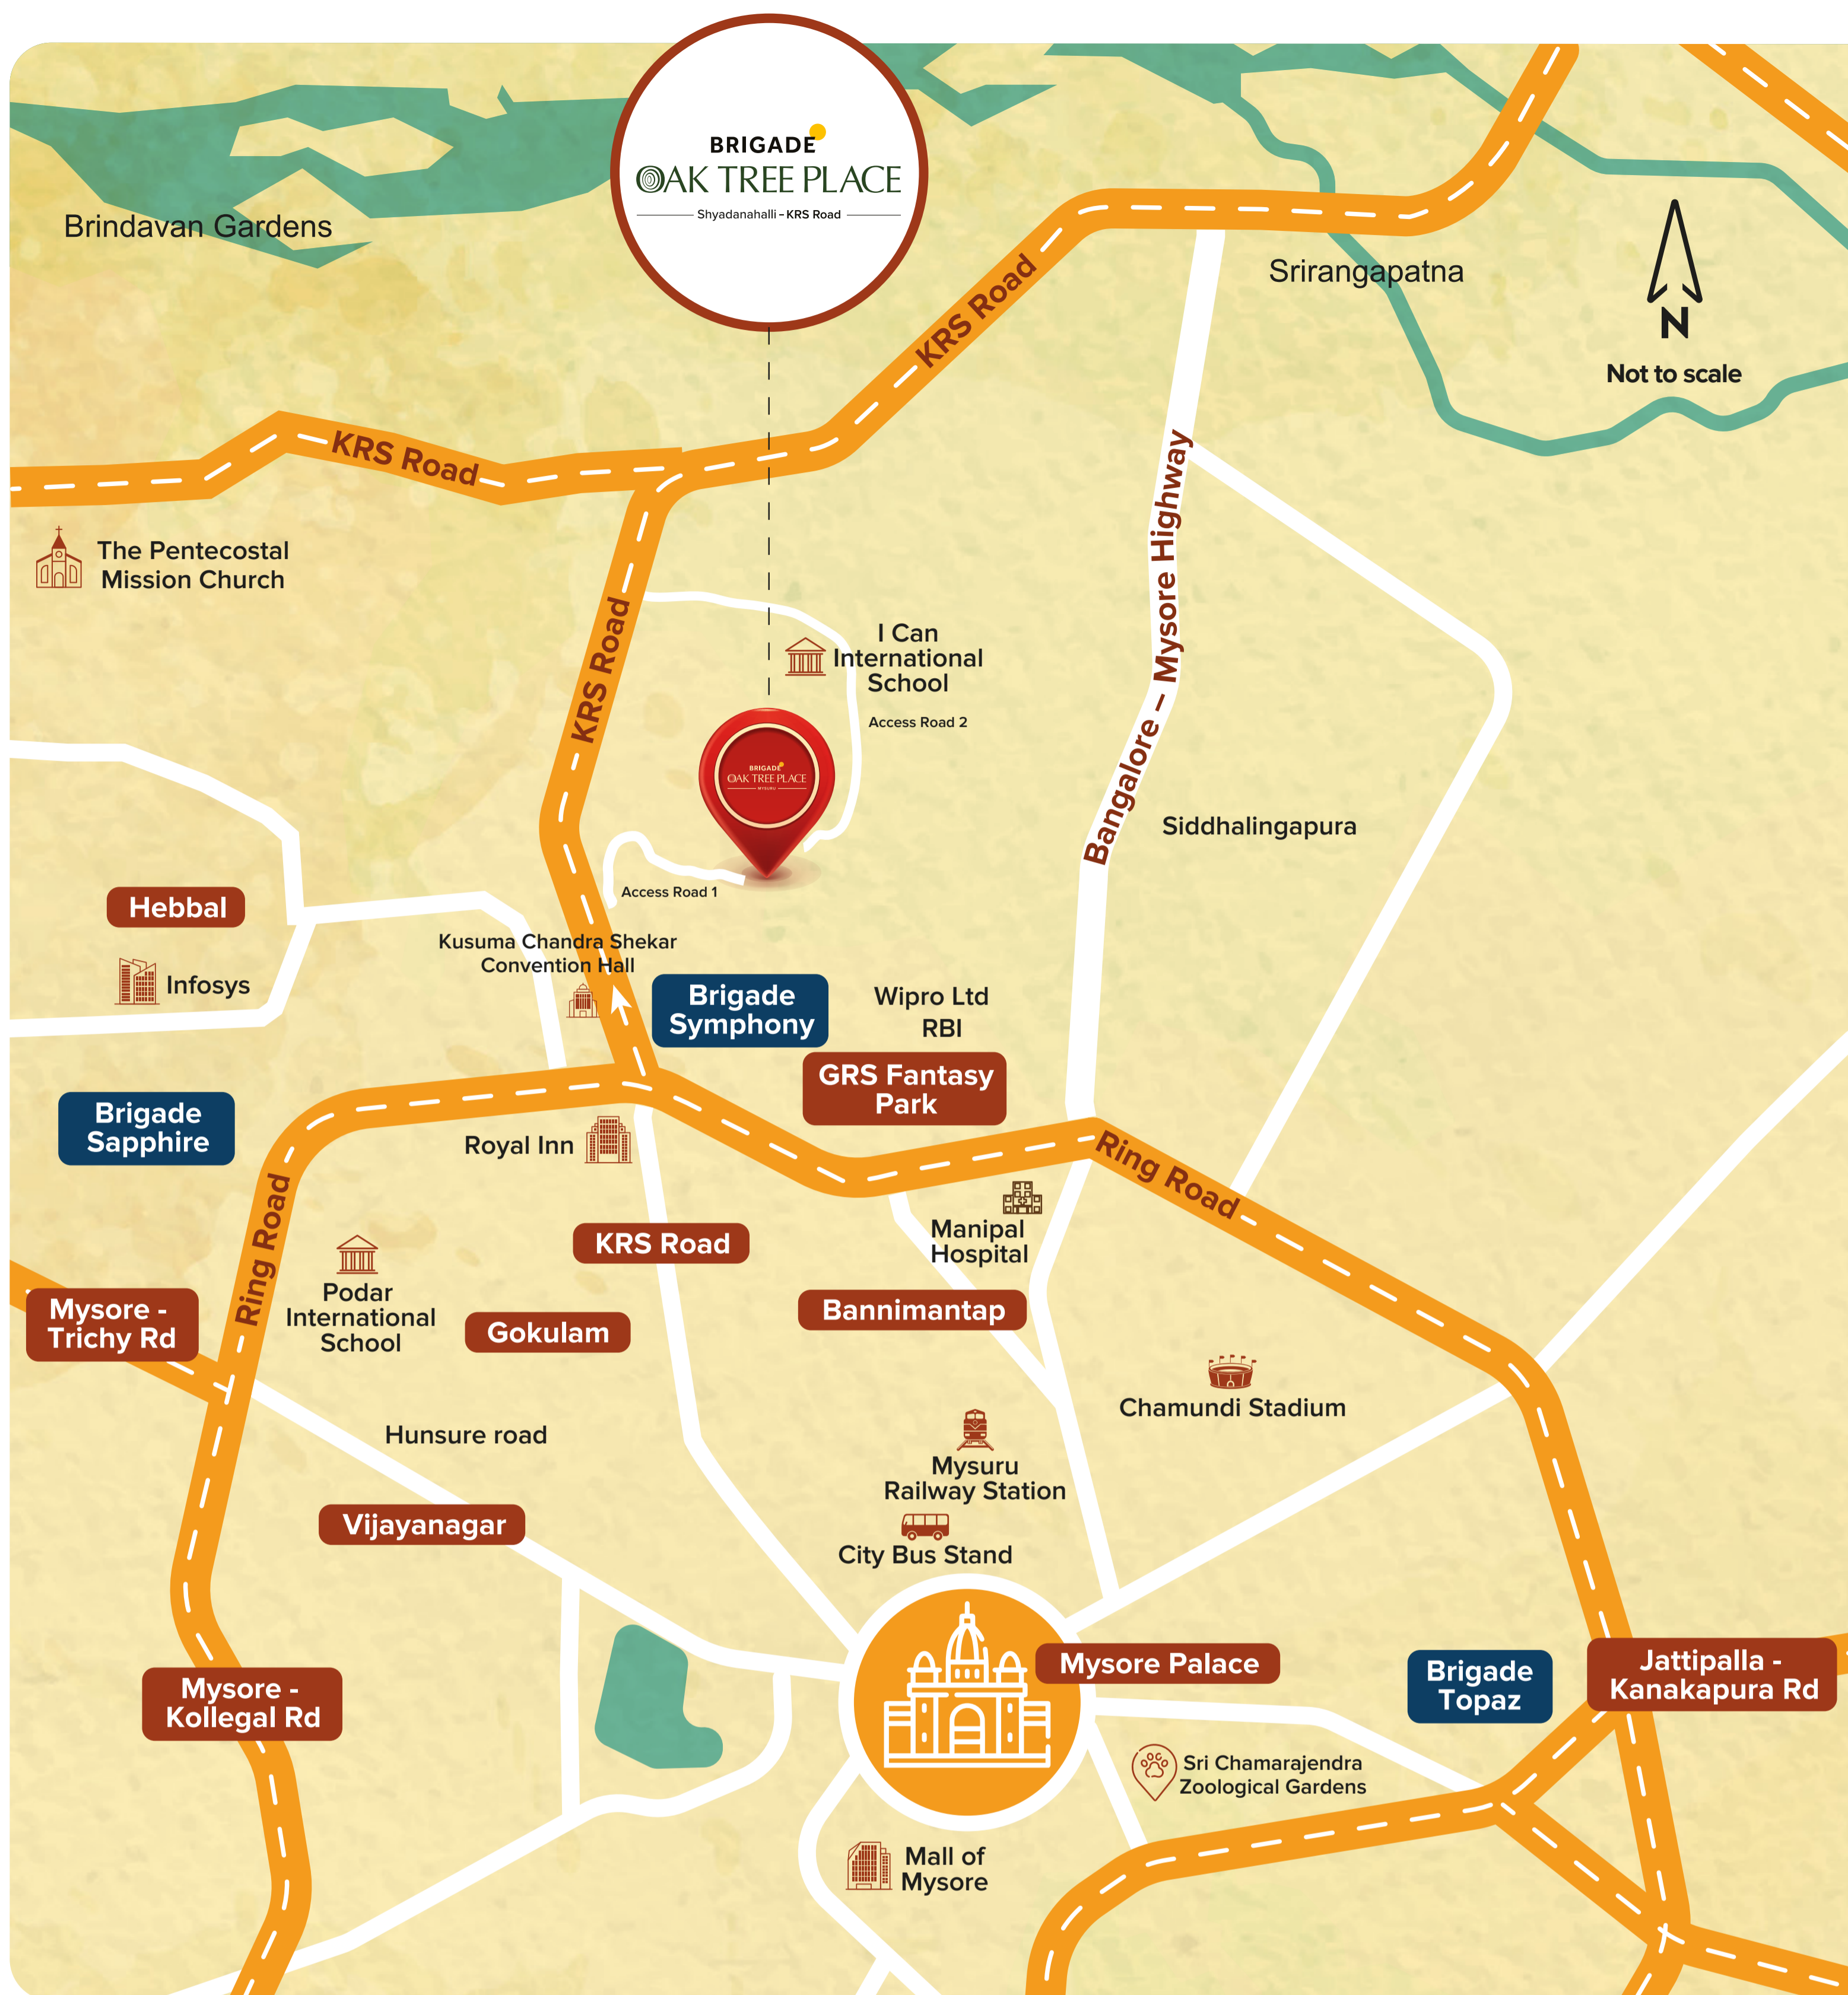 BRIGADE
OAK TREE PLACE
Shyadanahalli - KRS Road
Brindavan Gardens
Srirangapatna
N
Not to scale
KRS Road
KRS Road
The Pentecostal
Mission Church
KRS Road
I Can
International
School
Access Road 2
Bangalore – Mysore Highway
BRIGADE
OAK TREE PLACE
MYSURU
Siddhalingapura
Access Road 1
Hebbal
Infosys
Kusuma Chandra Shekar
Convention Hall
Brigade
Symphony
Wipro Ltd
RBI
GRS Fantasy
Park
Brigade
Sapphire
Royal Inn
Ring Road
Ring Road
Manipal
Hospital
KRS Road
Podar
International
School
Mysore -
Trichy Rd
Gokulam
Bannimantap
Chamundi Stadium
Hunsure road
Mysuru
Railway Station
Vijayanagar
City Bus Stand
Mysore Palace
Brigade
Topaz
Jattipalla -
Kanakapura Rd
Mysore -
Kollegal Rd
Sri Chamarajendra
Zoological Gardens
Mall of
Mysore